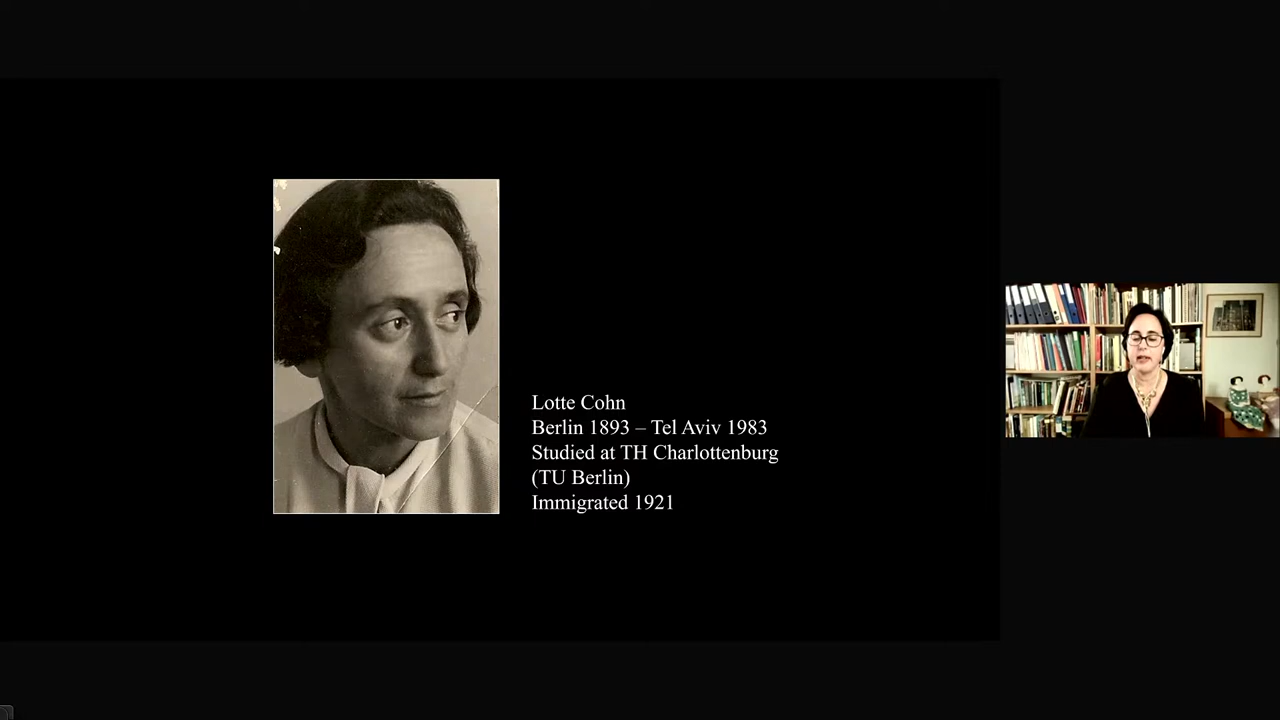 Lotte Cohn
Berlin 1893 – Tel Aviv 1983
Studied at TH Charlottenburg
(TU Berlin)
Immigrated 1921